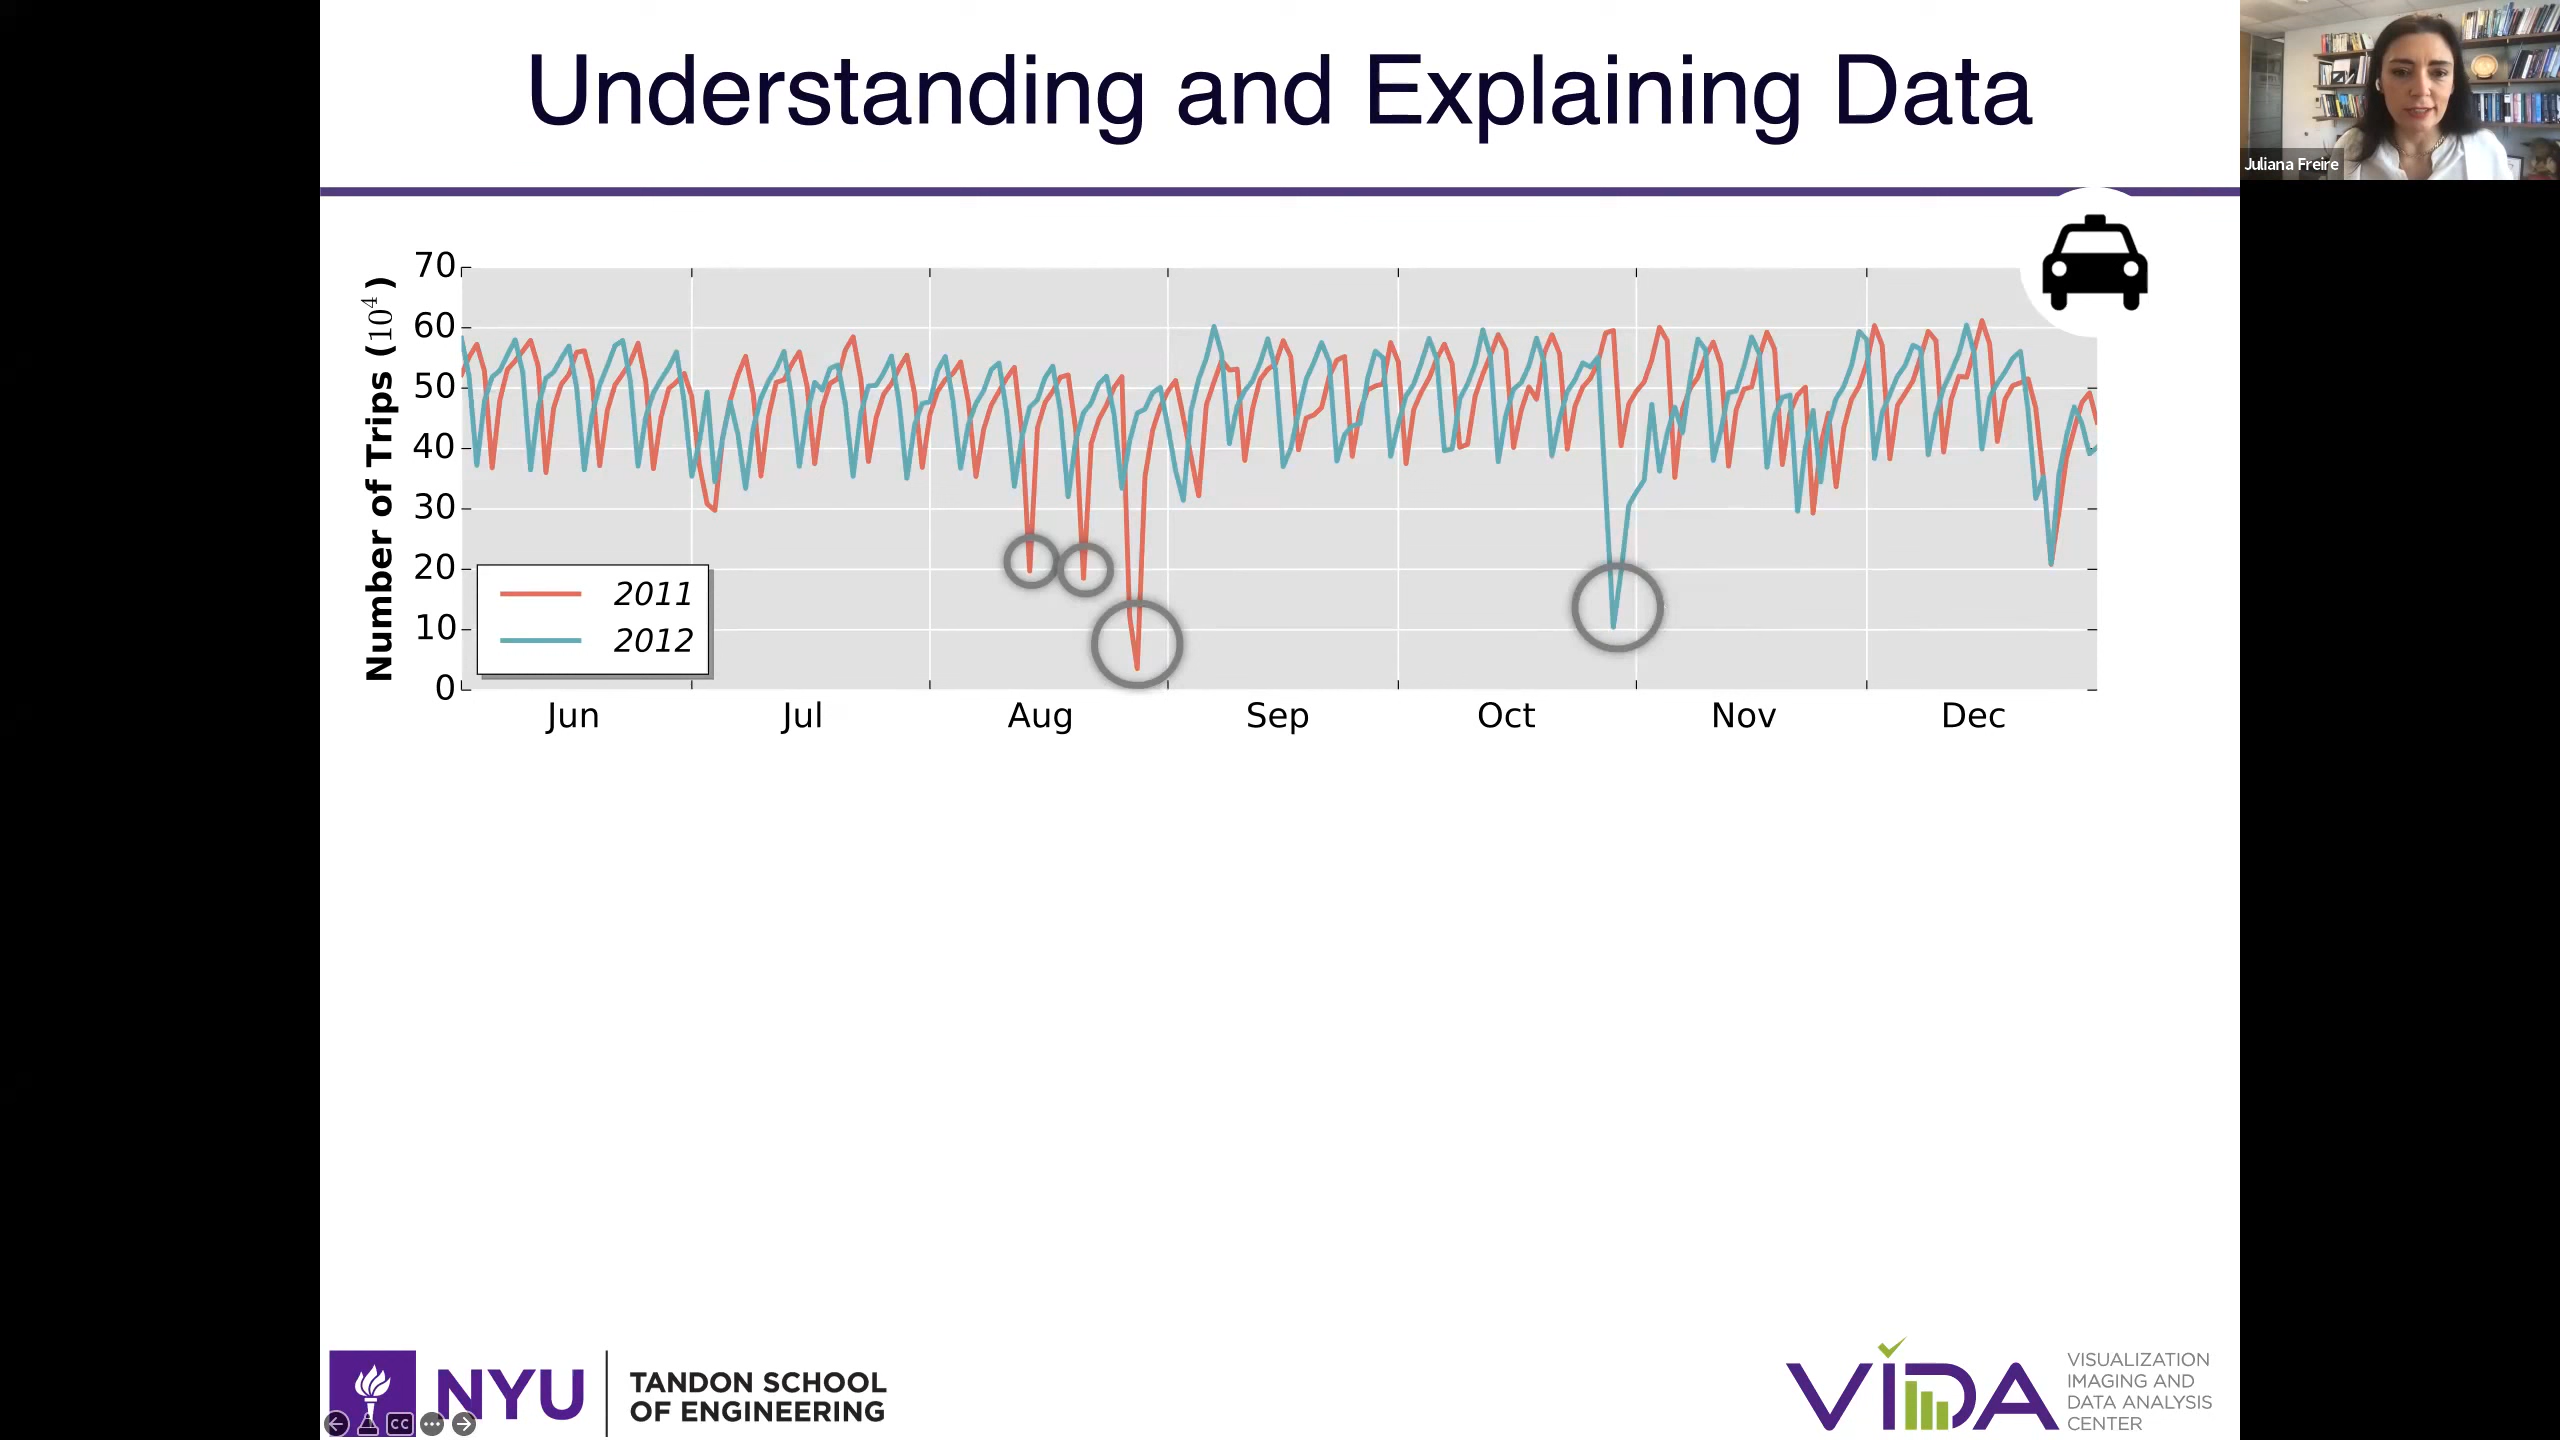 Understanding and Explaining Data
Juliana Freire
Number of Trips (10⁴)
70
60
50
40
30
20
10
0
2011
2012
Jun Jul Aug Sep Oct Nov Dec
NYU
TANDON SCHOOL
OF ENGINEERING
CC
VIDA
VISUALIZATION
IMAGING AND
DATA ANALYSIS
CENTER